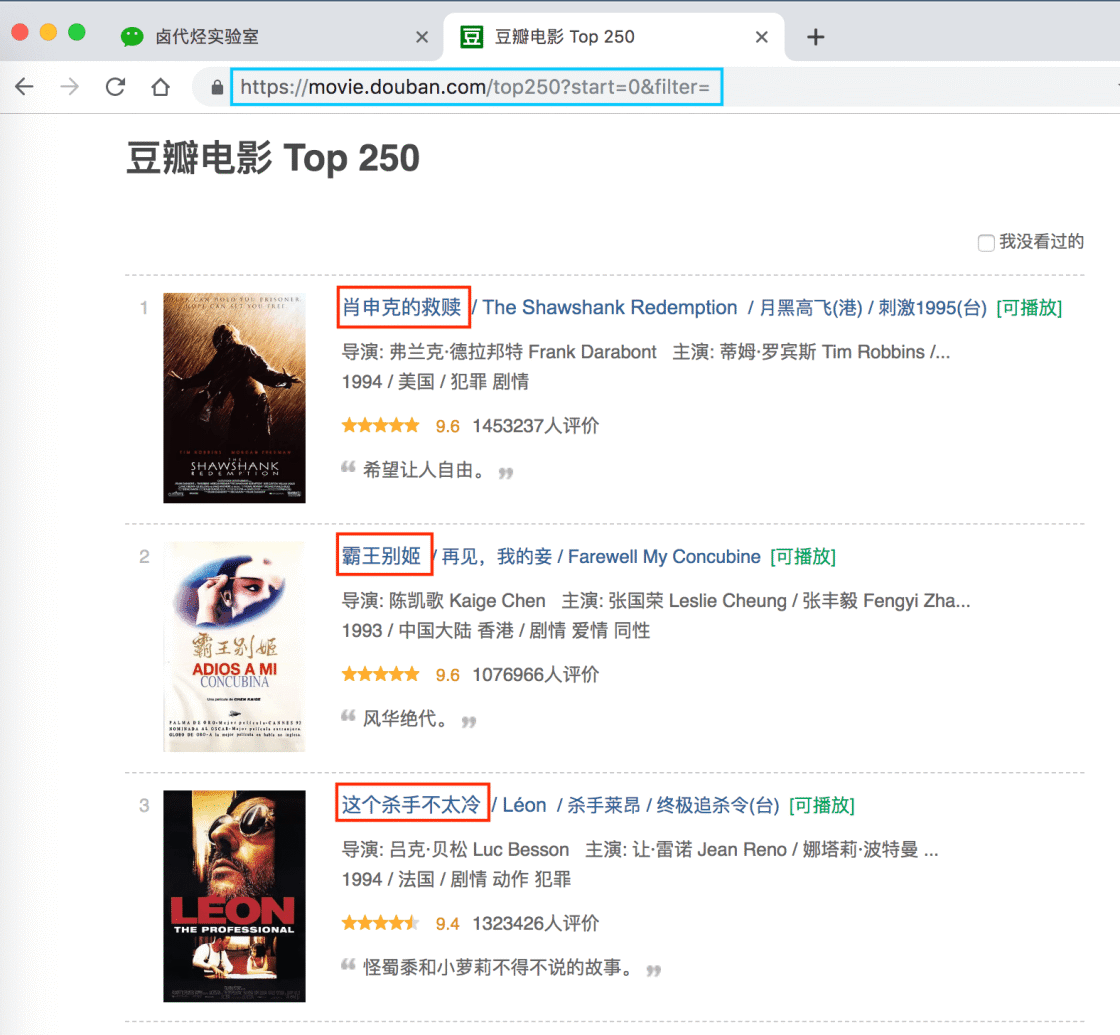 卤代烃实验室
豆瓣电影 Top 250
https://movie.douban.com/top250?start=0&filter=
豆瓣电影 Top 250
我没看过的
1
肖申克的救赎 / The Shawshank Redemption / 月黑高飞(港) / 刺激1995(台) [可播放]
导演: 弗兰克·德拉邦特 Frank Darabont 主演: 蒂姆·罗宾斯 Tim Robbins /...
1994 / 美国 / 犯罪 剧情
9.6 1453237人评价
希望让人自由。
TIM ROBBINS MORGAN FREEMAN
THE
SHAWSHANK
REDEMPTION
2
霸王别姬 / 再见，我的妾 / Farewell My Concubine [可播放]
导演: 陈凯歌 Kaige Chen 主演: 张国荣 Leslie Cheung / 张丰毅 Fengyi Zha...
1993 / 中国大陆 香港 / 剧情 爱情 同性
9.6 1076966人评价
风华绝代。
霸王别姬
ADIOS A MI
CONCUBINA
3
这个杀手不太冷 / Léon / 杀手莱昂 / 终极追杀令(台) [可播放]
导演: 吕克·贝松 Luc Besson 主演: 让·雷诺 Jean Reno / 娜塔莉·波特曼 ...
1994 / 法国 / 剧情 动作 犯罪
9.4 1323426人评价
怪蜀黍和小萝莉不得不说的故事。
LEON
THE PROFESSIONAL